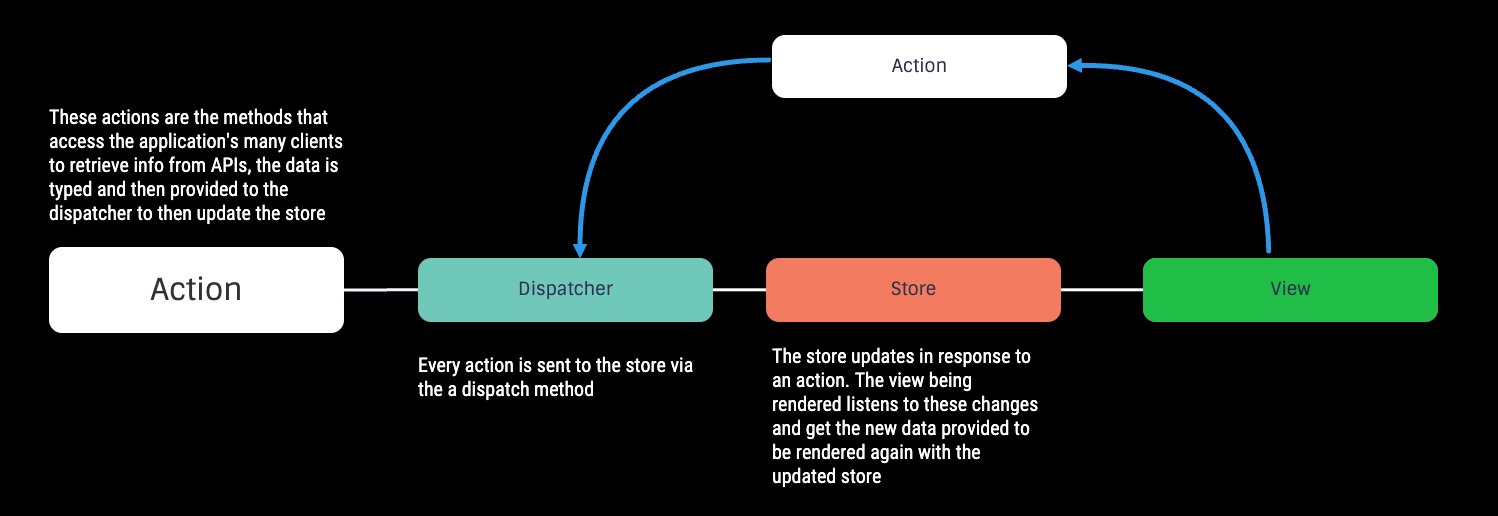 Action
These actions are the methods that
access the application's many clients
to retrieve info from APIs, the data is
typed and then provided to the
dispatcher to then update the store
Action
Dispatcher
Store
View
Every action is sent to the store via
the a dispatch method
The store updates in response to
an action. The view being
rendered listens to these changes
and get the new data provided to
be rendered again with the
updated store